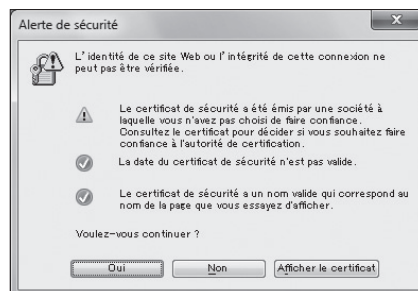 Alerte de sécurité
L'identité de ce site Web ou l'intégrité de cette connexion ne
peut pas être vérifiée.
Le certificat de sécurité a été émis par une société à
laquelle vous n'avez pas choisi de faire confiance.
Consultez le certificat pour décider si vous souhaitez faire
confiance à l'autorité de certification.
La date du certificat de sécurité n'est pas valide.
Le certificat de sécurité a un nom valide qui correspond au
nom de la page que vous essayez d'afficher.
Voulez-vous continuer ?
Oui
Non
Afficher le certificat